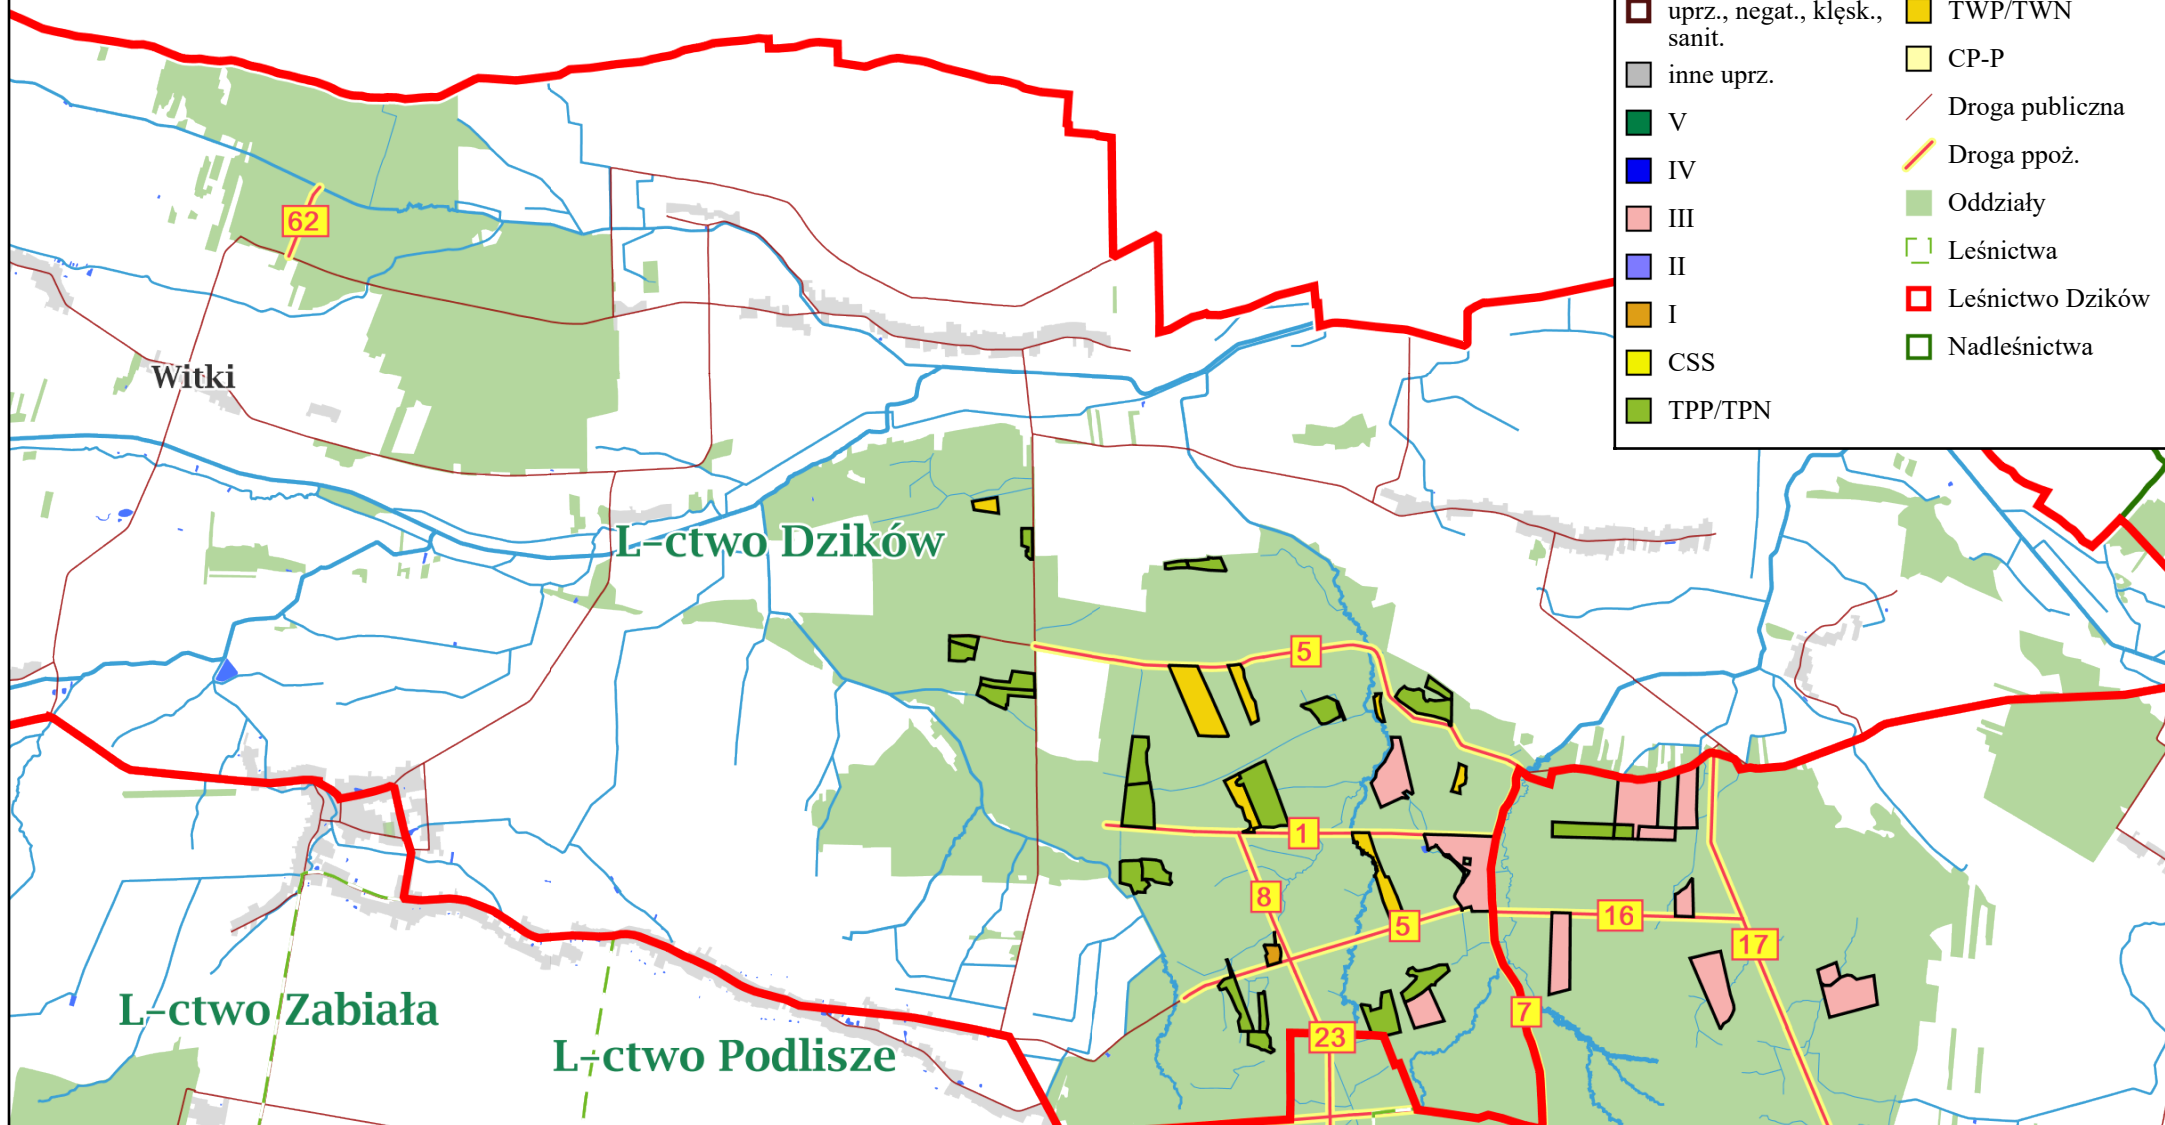 uprz., negat., klęsk.,
sanit.
inne uprz.
V
IV
III
II
I
CSS
TPP/TPN
TWP/TWN
CP-P
Droga publiczna
Droga ppoż.
Oddziały
Leśnictwa
Leśnictwo Dzików
Nadleśnictwa
62
Witki
L-ctwo Dzików
5
1
8
5
16
17
7
23
L-ctwo Zabiała
L-ctwo Podlisze